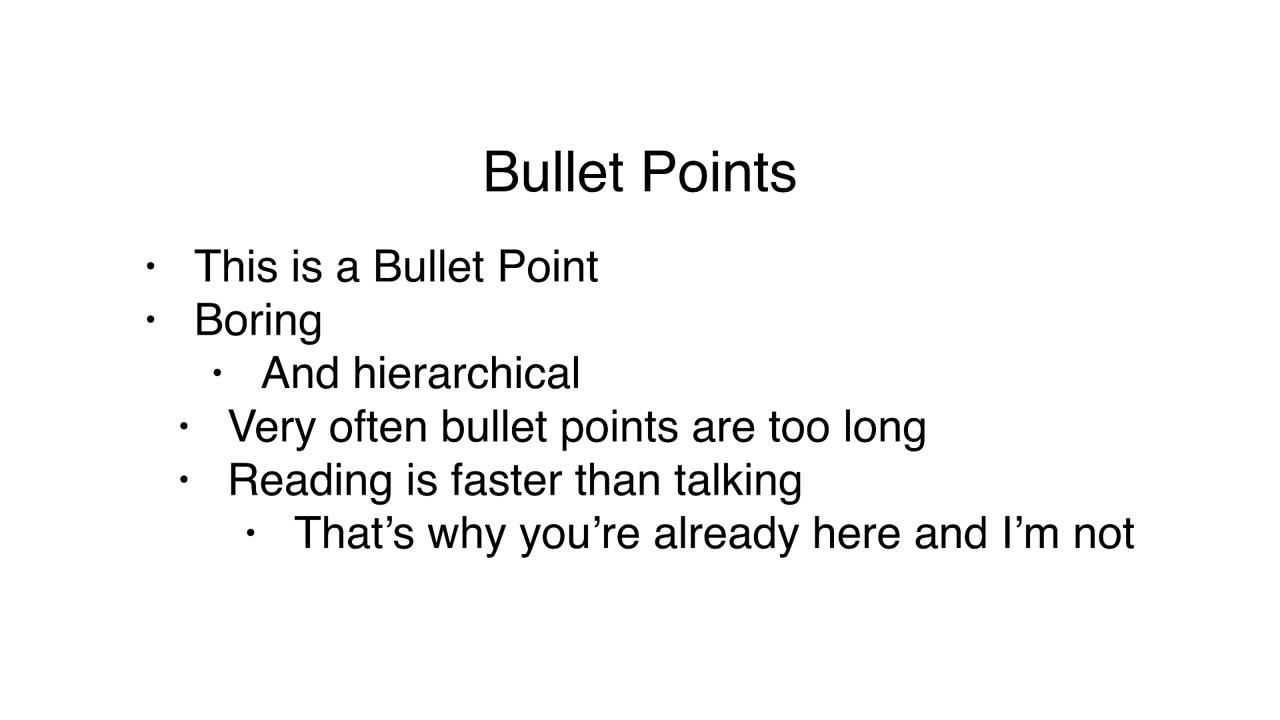 Bullet Points
• This is a Bullet Point
• Boring
• And hierarchical
• Very often bullet points are too long
• Reading is faster than talking
• That’s why you’re already here and I’m not